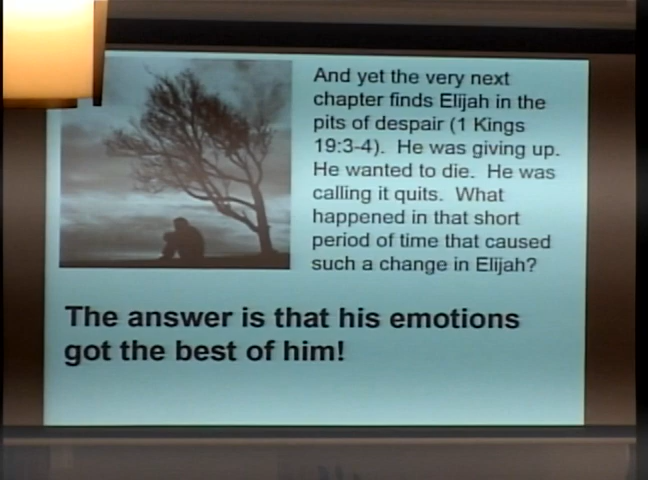 And yet the very next
chapter finds Elijah in the
pits of despair (1 Kings
19:3-4).  He was giving up.
He wanted to die.  He was
calling it quits.  What
happened in that short
period of time that caused
such a change in Elijah?
The answer is that his emotions
got the best of him!